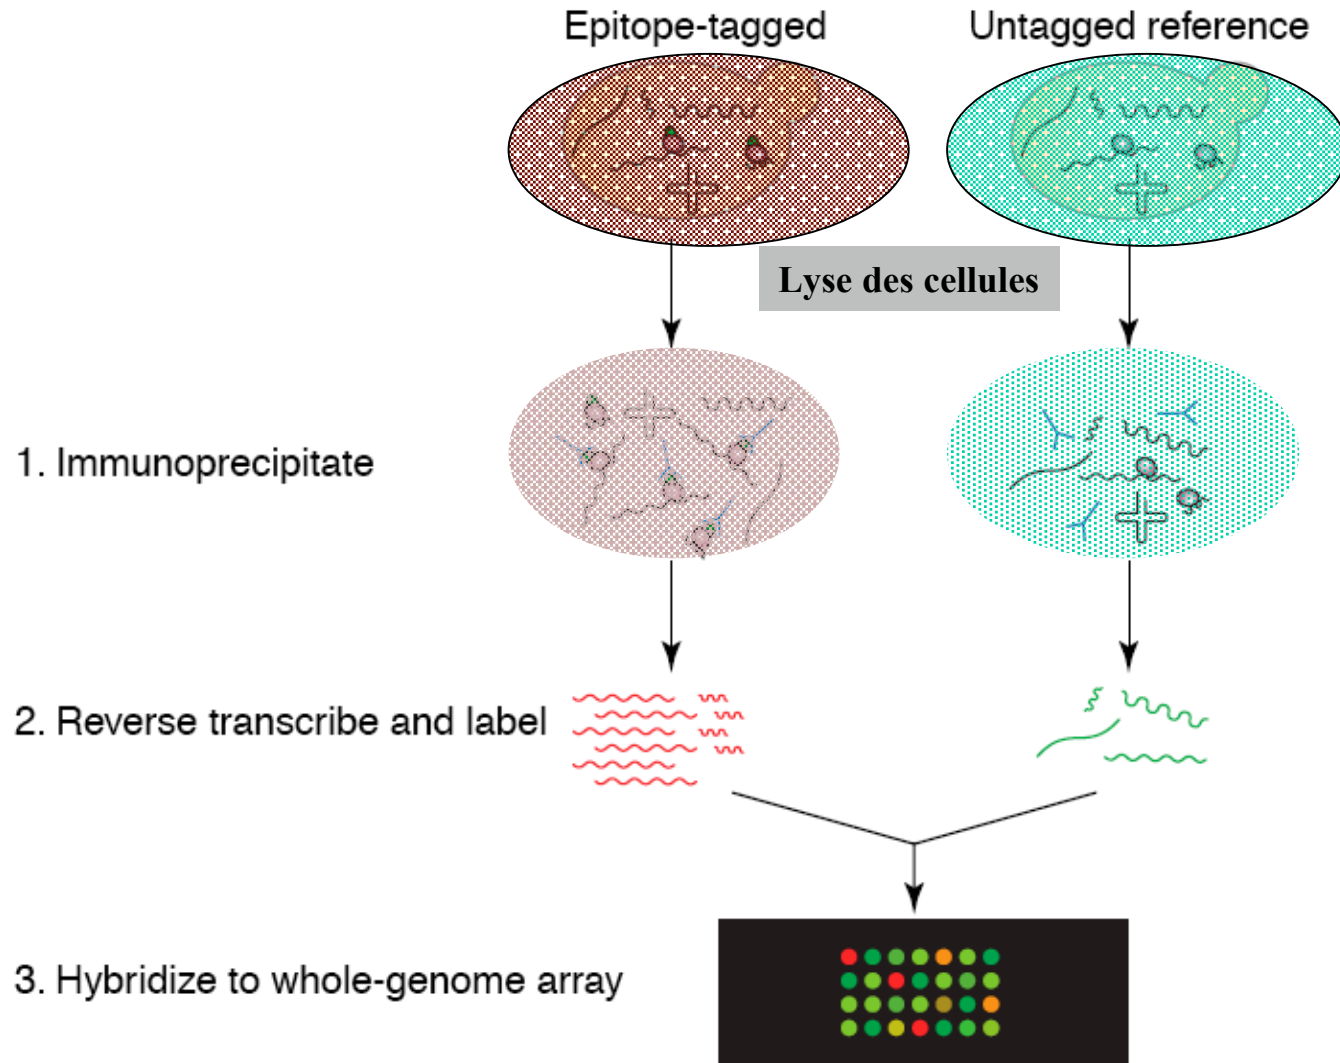 Epitope-tagged
Untagged reference
Lyse des cellules
1. Immunoprecipitate
2. Reverse transcribe and label
3. Hybridize to whole-genome array